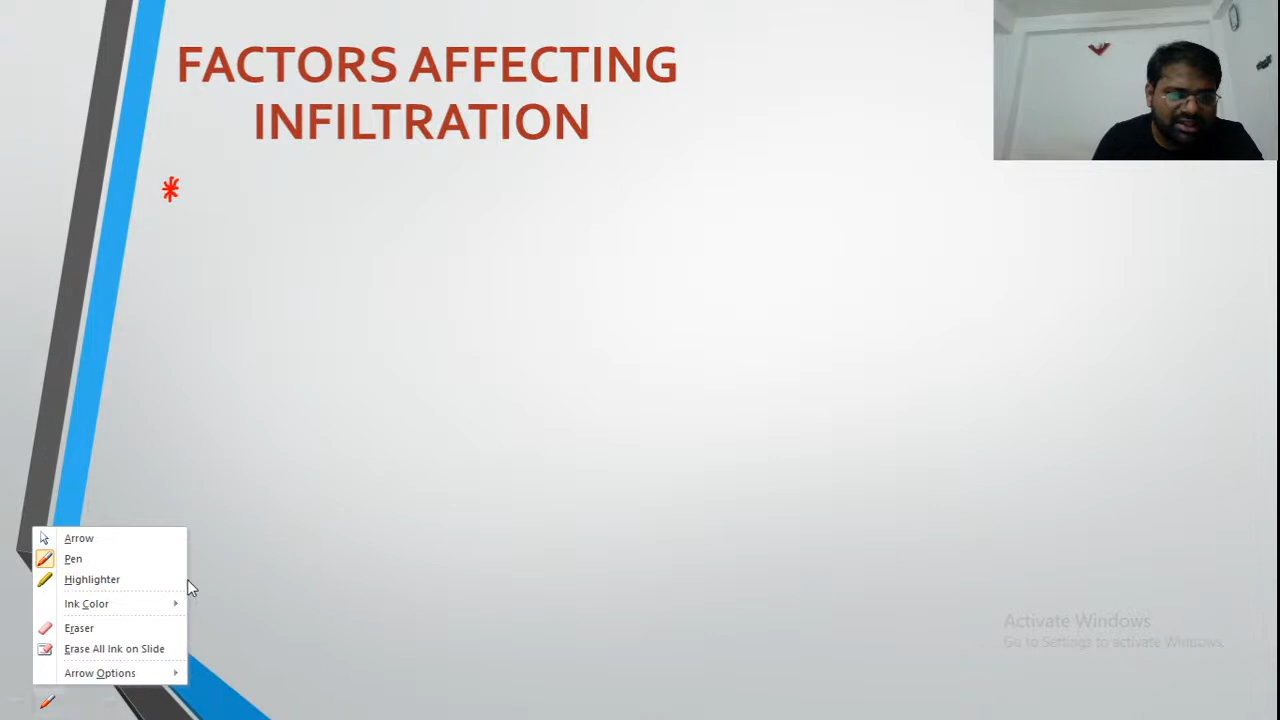 FACTORS AFFECTING
INFILTRATION
*
Arrow
Pen
Highlighter
Ink Color
Eraser
Erase All Ink on Slide
Arrow Options
Activate Windows
Go to Settings to activate Windows.